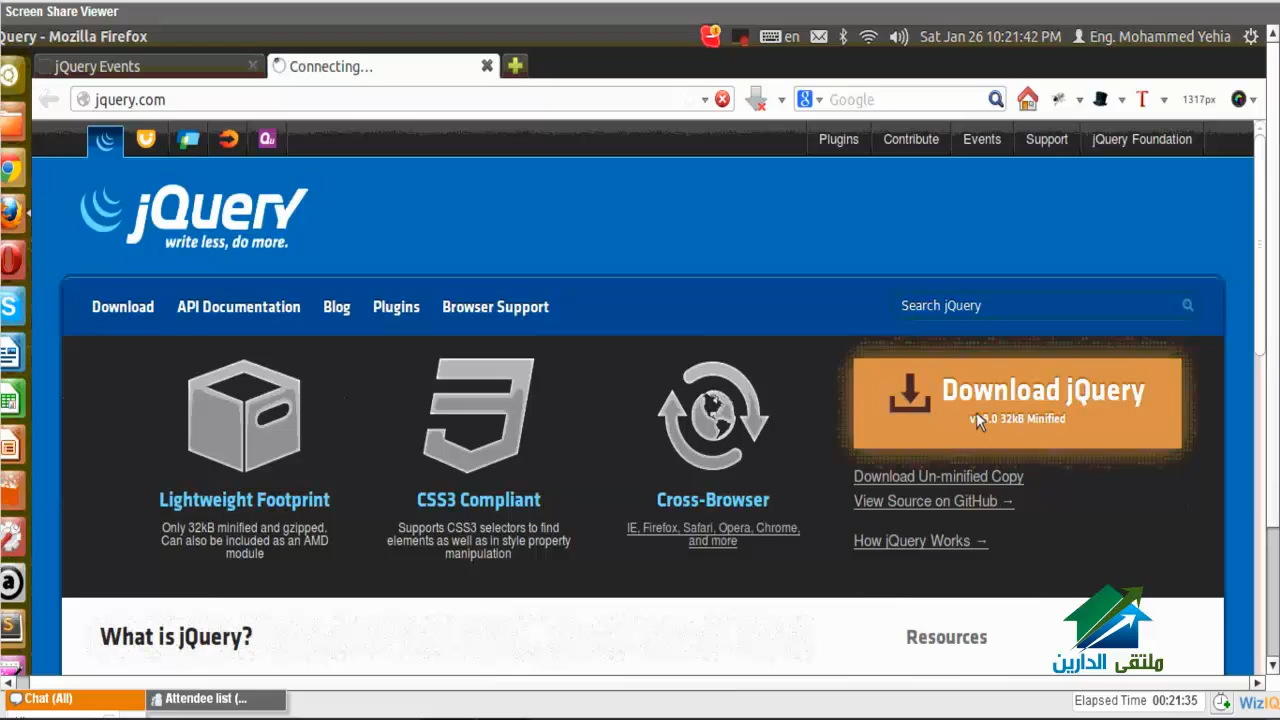 Screen Share Viewer
Query - Mozilla Firefox
en
Sat Jan 26 10:21:42 PM
Eng. Mohammed Yehia
jQuery Events
Connecting...
jquery.com
Google
1317px
Plugins
Contribute
Events
Support
jQuery Foundation
jQuery
write less, do more.
Download
API Documentation
Blog
Plugins
Browser Support
Search jQuery
Download jQuery
32kB Minified
Download Un-minified Copy
View Source on GitHub →
How jQuery Works →
Lightweight Footprint
Only 32kB minified and gzipped.
Can also be included as an AMD
module
CSS3 Compliant
Supports CSS3 selectors to find
elements as well as in style property
manipulation
Cross-Browser
IE, Firefox, Safari, Opera, Chrome,
and more
What is jQuery?
Resources
ملتقى الدارين
Chat (All)
Attendee list (...
Elapsed Time 00:21:35
WizIQ